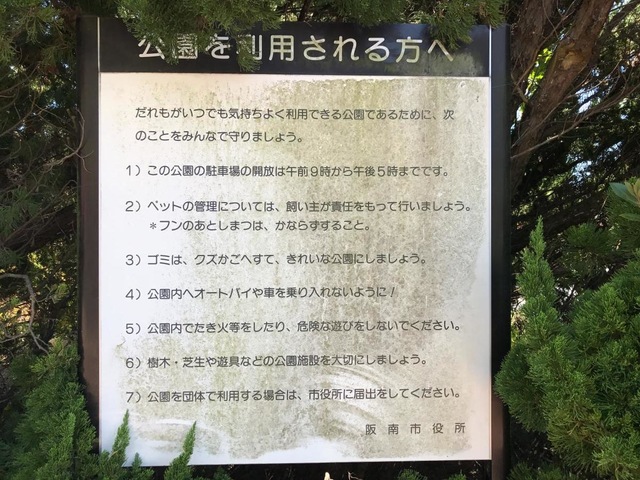 公園を利用される方へ
だれもがいつでも気持ちよく利用できる公園であるために、次
のことをみんなで守りましょう。
1）この公園の駐車場の開放は午前9時から午後5時までです。
2）ペットの管理については、飼い主が責任をもって行いましょう。
＊フンのあとしまつは、かならずすること。
3）ゴミは、クズかごへすて、きれいな公園にしましょう。
4）公園内へオートバイや車を乗り入れないように！
5）公園内でたき火等をしたり、危険な遊びをしないでください。
6）樹木・芝生や遊具などの公園施設を大切にしましょう。
7）公園を団体で利用する場合は、市役所に届出をしてください。
阪南市役所